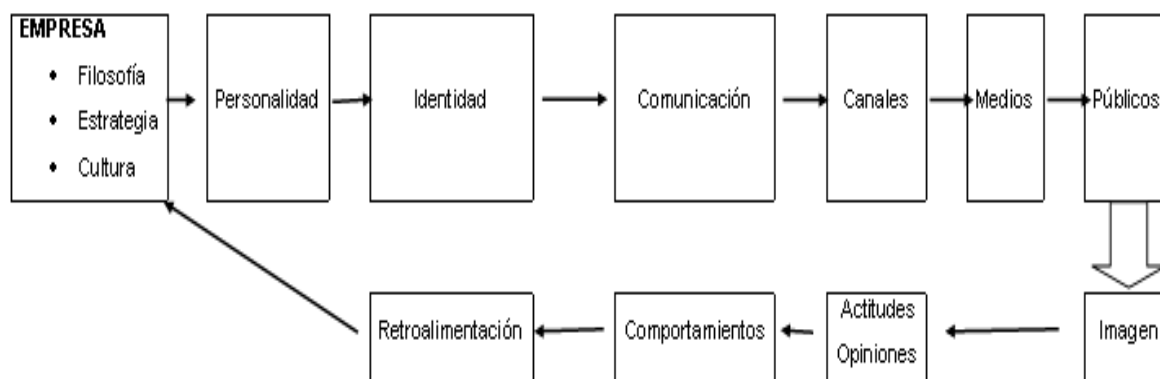 EMPRESA
• Filosofía
• Estrategia
• Cultura
Personalidad
Identidad
Comunicación
Canales
Medios
Públicos
Imagen
Actitudes
Opiniones
Comportamientos
Retroalimentación